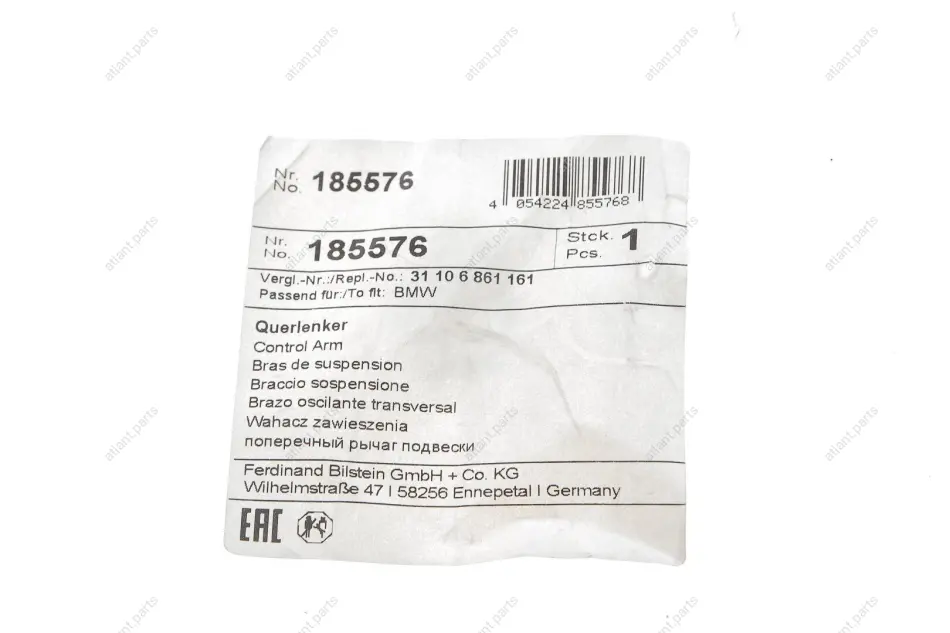 Nr.
No. 185576
4 054224 855768
Nr.
No. 185576
Stck.
Pcs. 1
Vergl.-Nr.:/Repl.-No.: 31 10 6 861 161
Passend für:/To fit: BMW
Querlenker
Control Arm
Bras de suspension
Braccio sospensione
Brazo oscilante transversal
Wahacz zawieszenia
поперечный рычаг подвески
Ferdinand Bilstein GmbH + Co. KG
Wilhelmstraße 47 | 58256 Ennepetal | Germany
EAC
atlant.parts